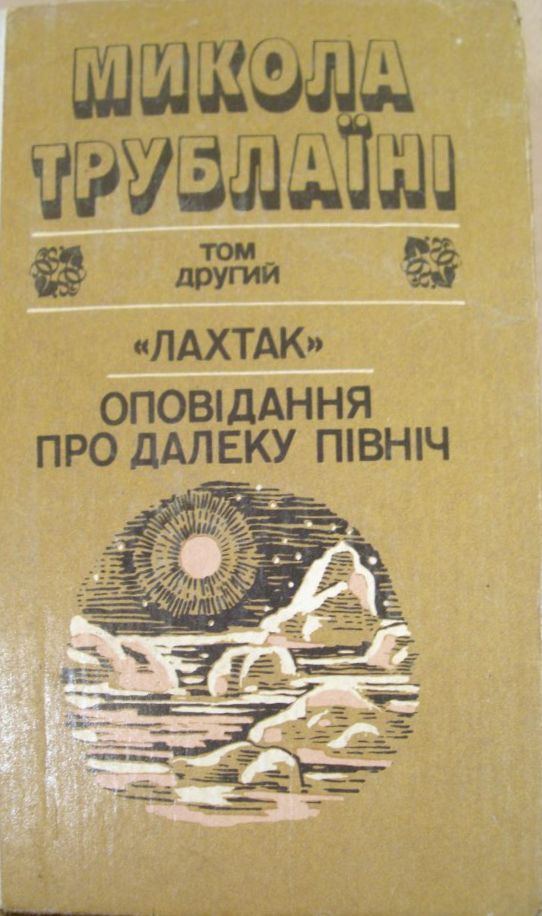 МИКОЛА
ТРУБЛАЇНІ
ТОМ
ДРУГИЙ
«ЛАХТАК»
ОПОВІДАННЯ
ПРО ДАЛЕКУ ПІВНІЧ